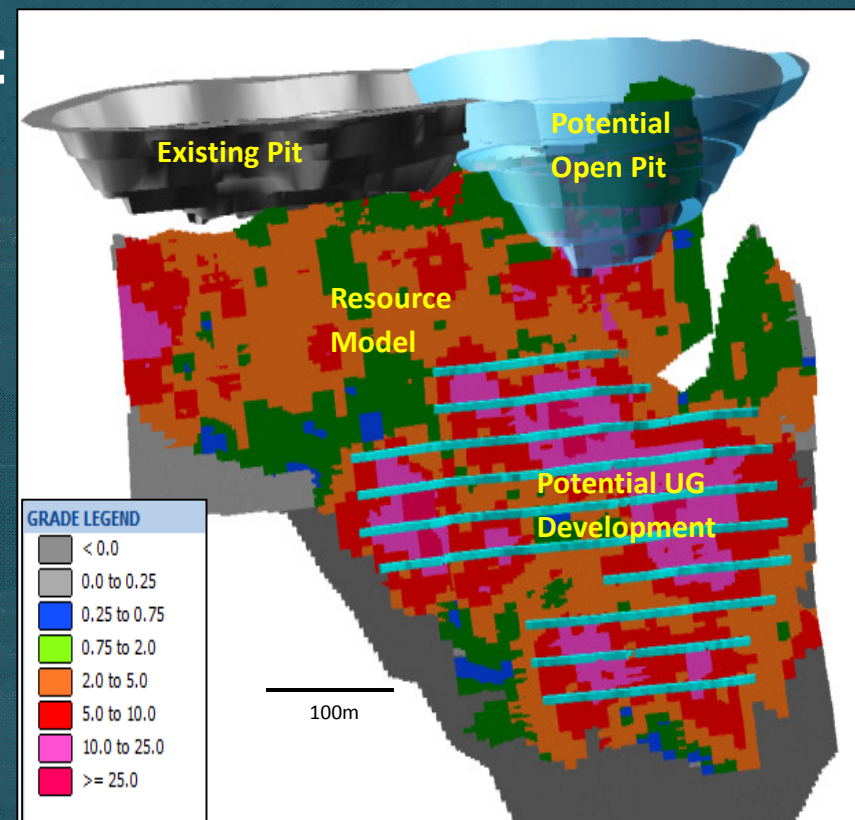 Existing Pit
Potential
Open Pit
Resource
Model
Potential UG
Development
GRADE LEGEND
< 0.0
0.0 to 0.25
0.25 to 0.75
0.75 to 2.0
2.0 to 5.0
5.0 to 10.0
10.0 to 25.0
>= 25.0
100m